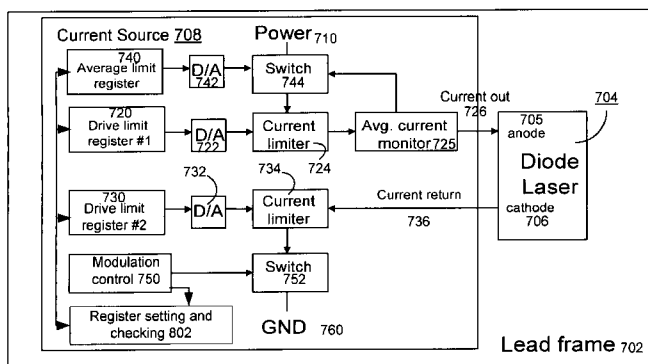 Current Source 708
Power 710
740
Average limit
register
D/A
742
Switch
744
720
Drive limit
register #1
D/A
722
Current
limiter
724
Avg. current
monitor 725
Current out
726
704
705
anode
Diode
Laser
cathode
706
730
Drive limit
register #2
732
D/A
734
Current
limiter
Current return
736
Modulation
control 750
Switch
752
Register setting and
checking 802
GND 760
Lead frame 702